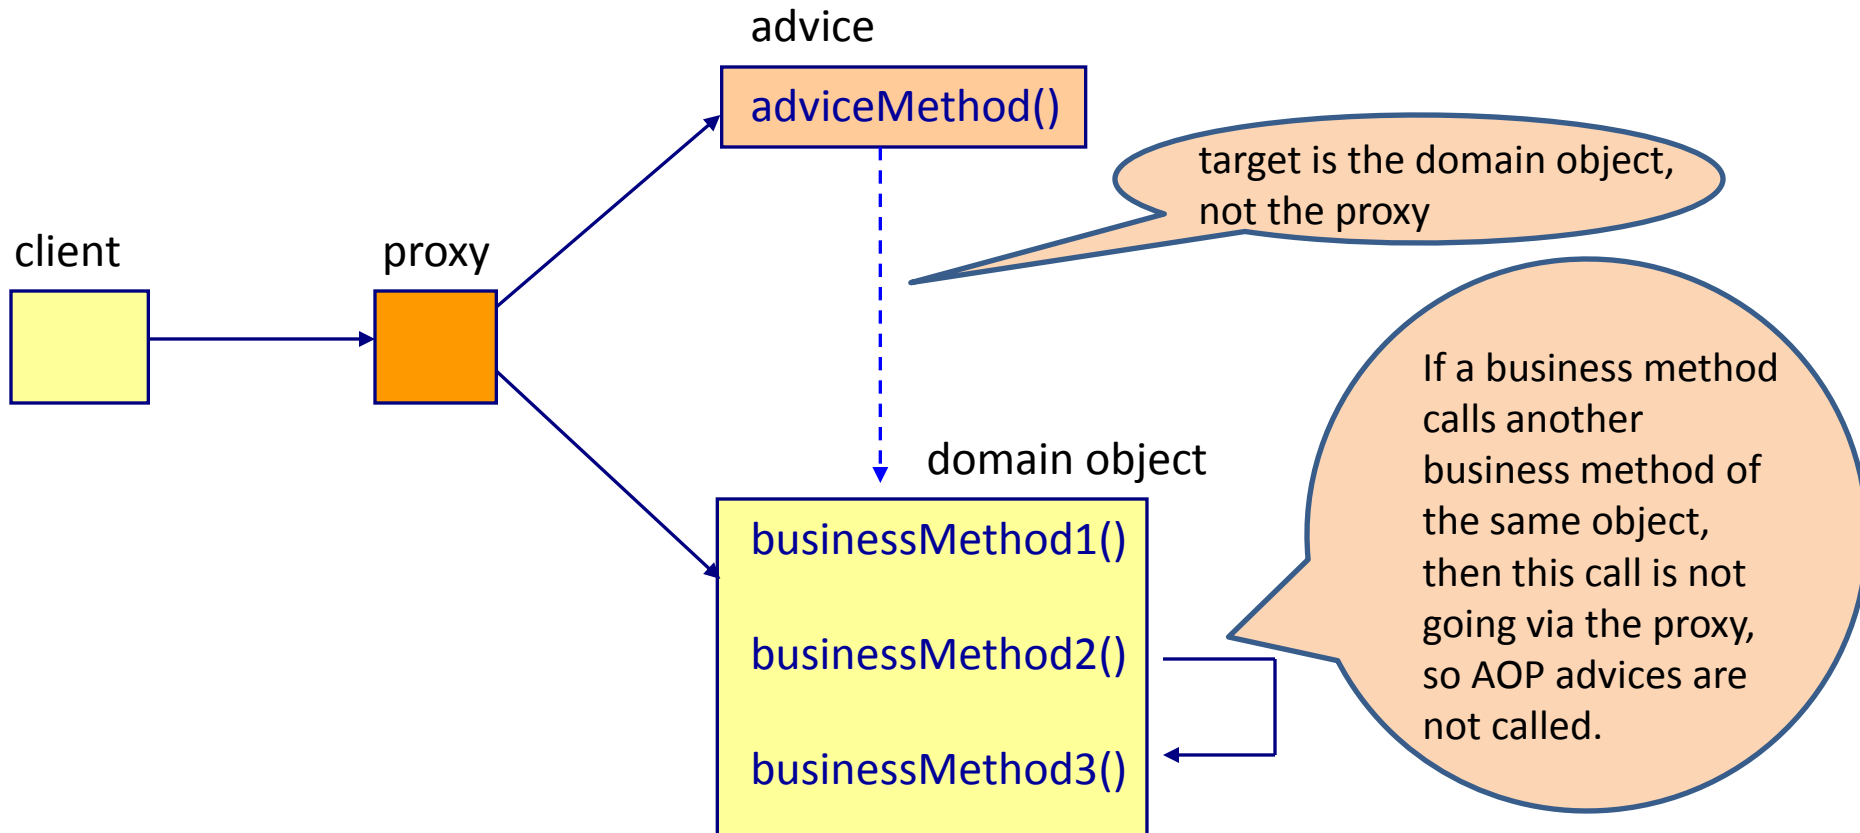 advice
adviceMethod()
target is the domain object,
not the proxy
client
proxy
domain object
businessMethod1()
businessMethod2()
businessMethod3()
If a business method
calls another
business method of
the same object,
then this call is not
going via the proxy,
so AOP advices are
not called.